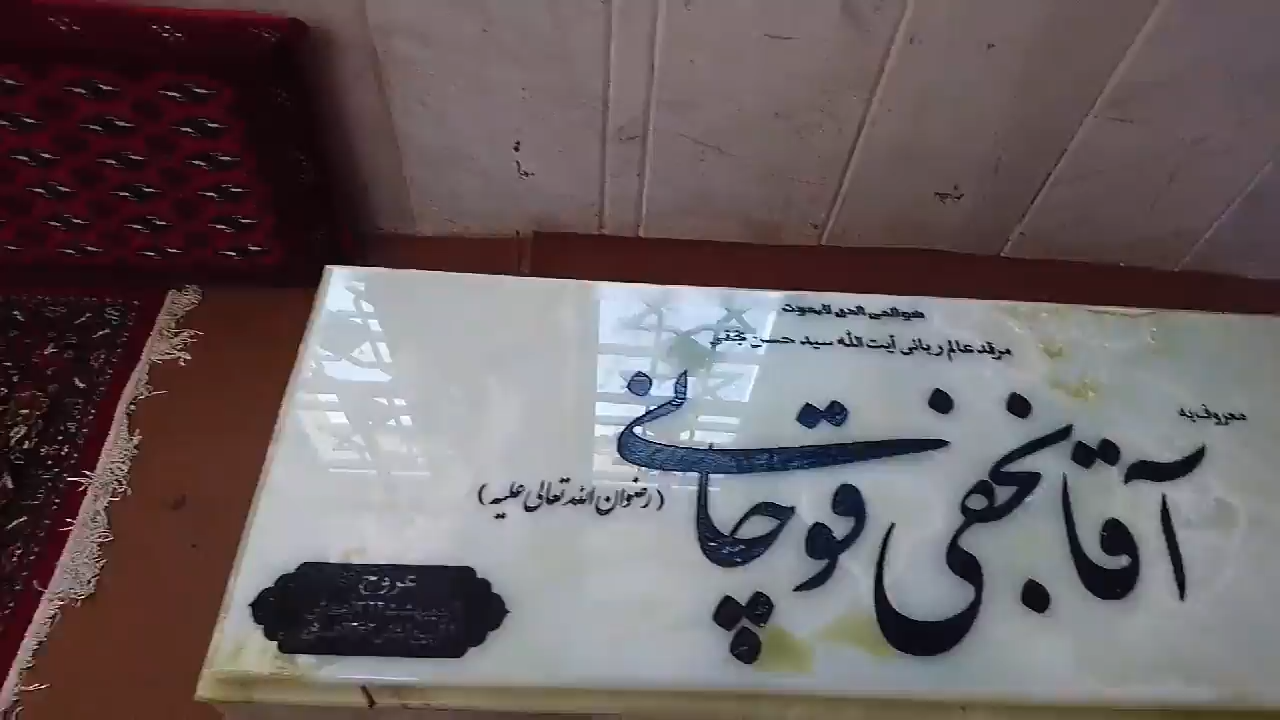 هوالحی الذی لایموت
مرقد عالم ربانی آیت الله سید حسن نجفی
معروف به
آقا نجفی قوچانی
(رضوان الله تعالی علیه)
عروج